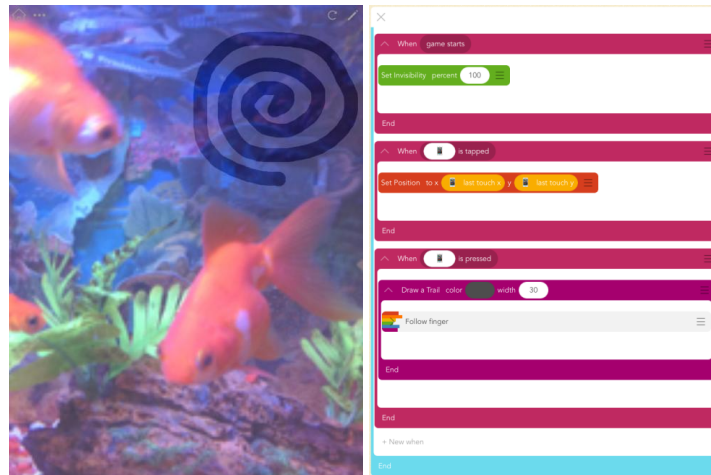 When game starts
Set Invisibility percent 100
End
When is tapped
Set Position to x last touch x y last touch y
End
When is pressed
Draw a Trail color width 30
Follow finger
End
End
+ New when
End